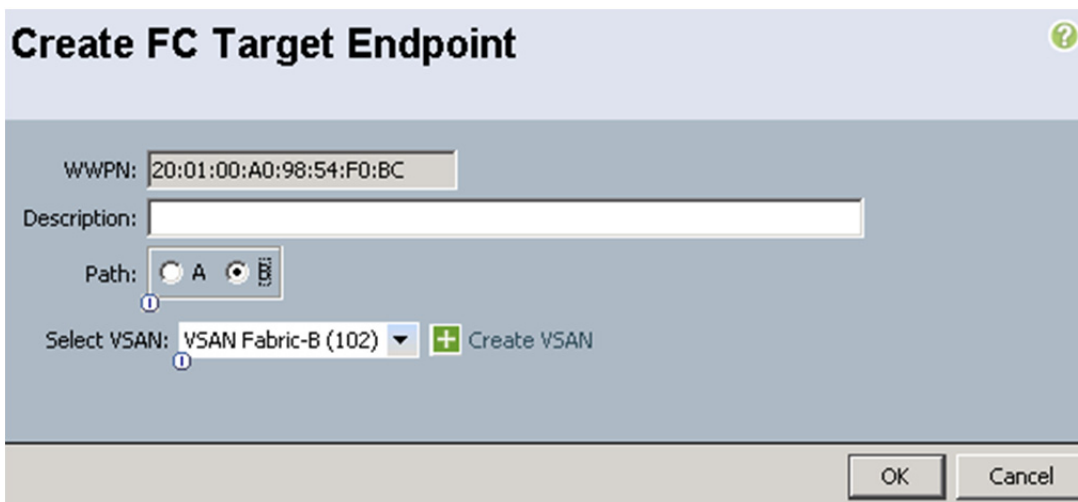 Create FC Target Endpoint
WWPN: 20:01:00:A0:98:54:F0:BC
Description:
Path: A B
Select VSAN: VSAN Fabric-B (102) Create VSAN
OK Cancel